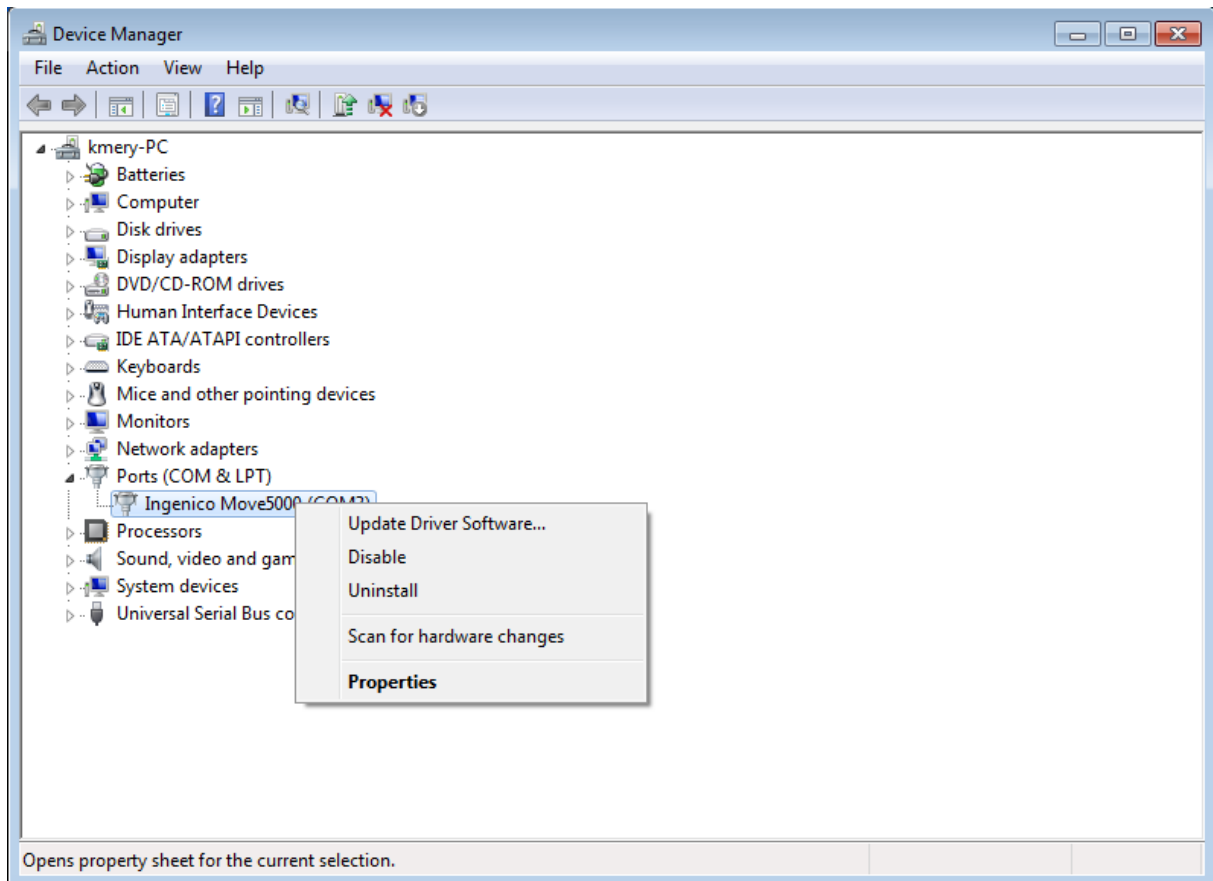 Device Manager
File Action View Help
kmery-PC
Batteries
Computer
Disk drives
Display adapters
DVD/CD-ROM drives
Human Interface Devices
IDE ATA/ATAPI controllers
Keyboards
Mice and other pointing devices
Monitors
Network adapters
Ports (COM & LPT)
Ingenico Move5000
Processors
Sound, video and gam
System devices
Universal Serial Bus co
Update Driver Software...
Disable
Uninstall
Scan for hardware changes
Properties
Opens property sheet for the current selection.